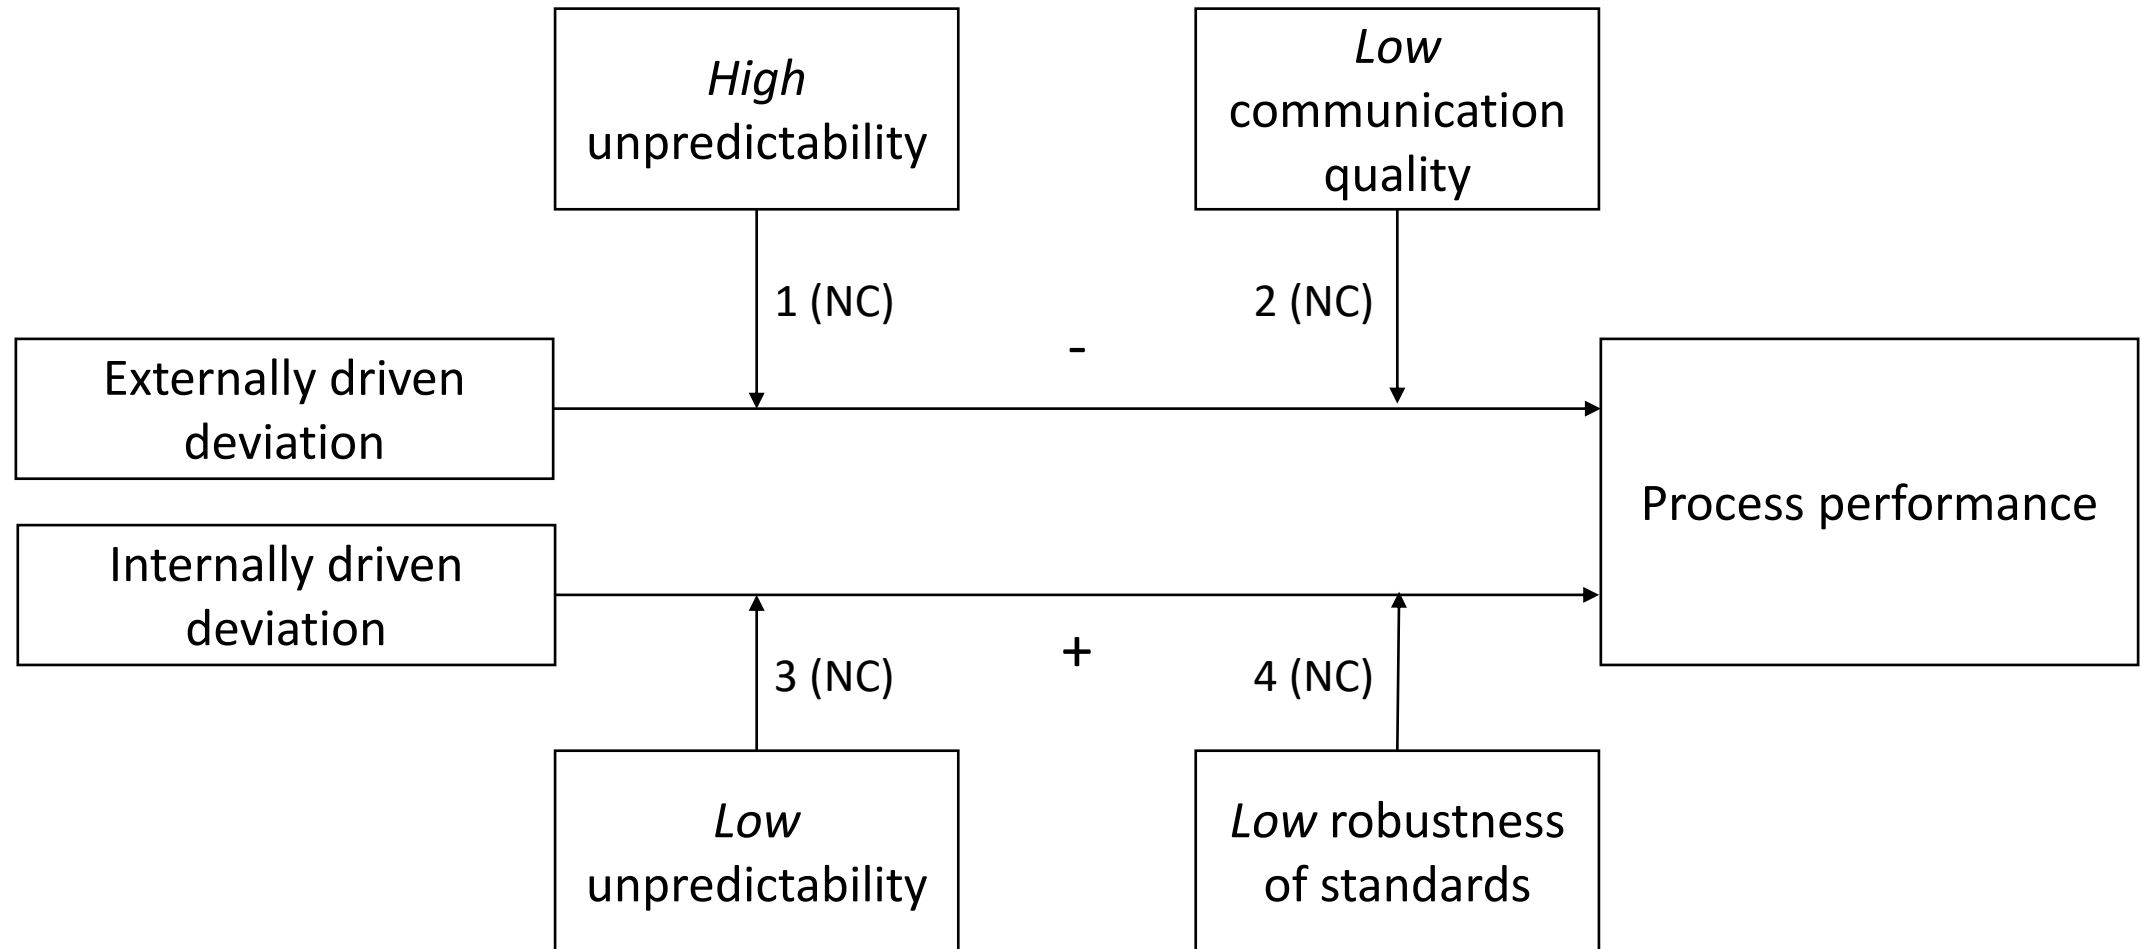 High
unpredictability
Low
communication
quality
1 (NC)
2 (NC)
-
Externally driven
deviation
Process performance
Internally driven
deviation
+
3 (NC)
4 (NC)
Low
unpredictability
Low robustness
of standards